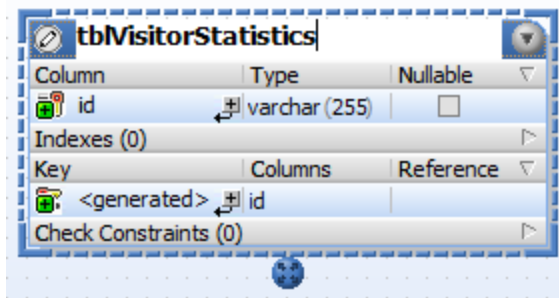 tblVisitorStatistics
Column Type Nullable
id varchar (255)
Indexes (0)
Key Columns Reference
<generated> id
Check Constraints (0)